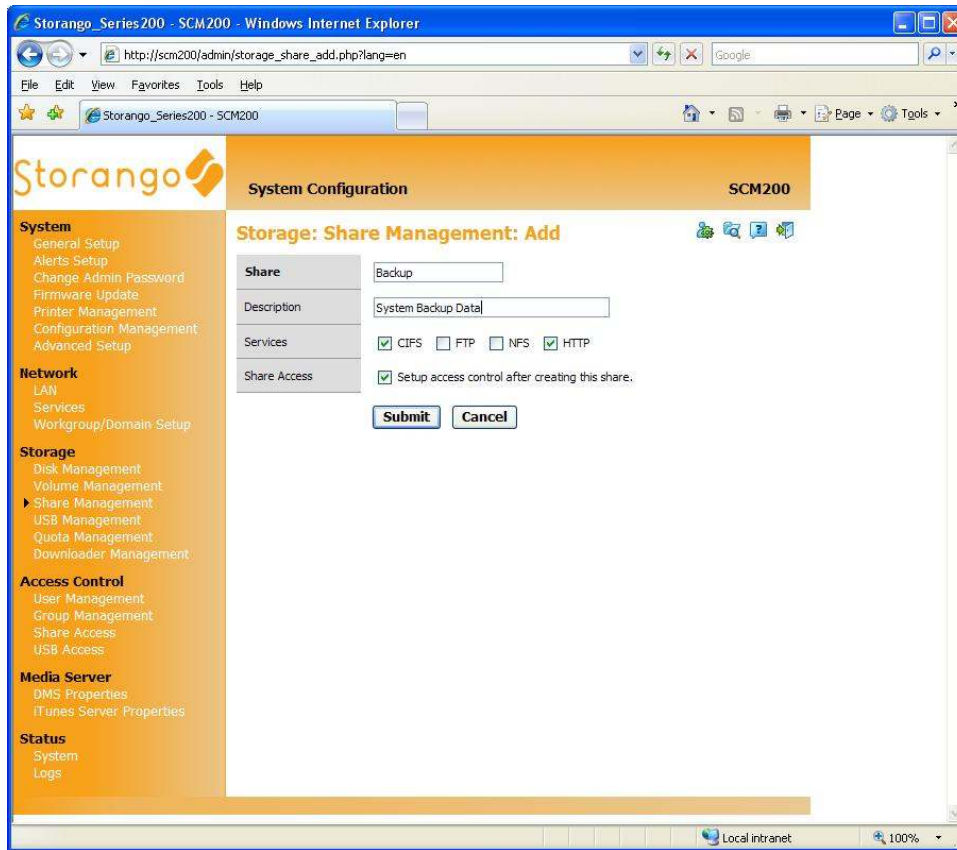 Storango_Series200 - SCM200 - Windows Internet Explorer
http://scm200/admin/storage_share_add.php?lang=en
Google
File Edit View Favorites Tools Help
Storango_Series200 - SCM200
Page Tools
Storango
System Configuration
SCM200
System
General Setup
Alerts Setup
Change Admin Password
Firmware Update
Printer Management
Configuration Management
Advanced Setup
Network
LAN
Services
Workgroup/Domain Setup
Storage
Disk Management
Volume Management
Share Management
USB Management
Quota Management
Downloader Management
Access Control
User Management
Group Management
Share Access
USB Access
Media Server
DMS Properties
iTunes Server Properties
Status
System
Logs
Storage: Share Management: Add
Share Backup
Description System Backup Data
Services CIFS FTP NFS HTTP
Share Access Setup access control after creating this share.
Submit Cancel
Local intranet
100%